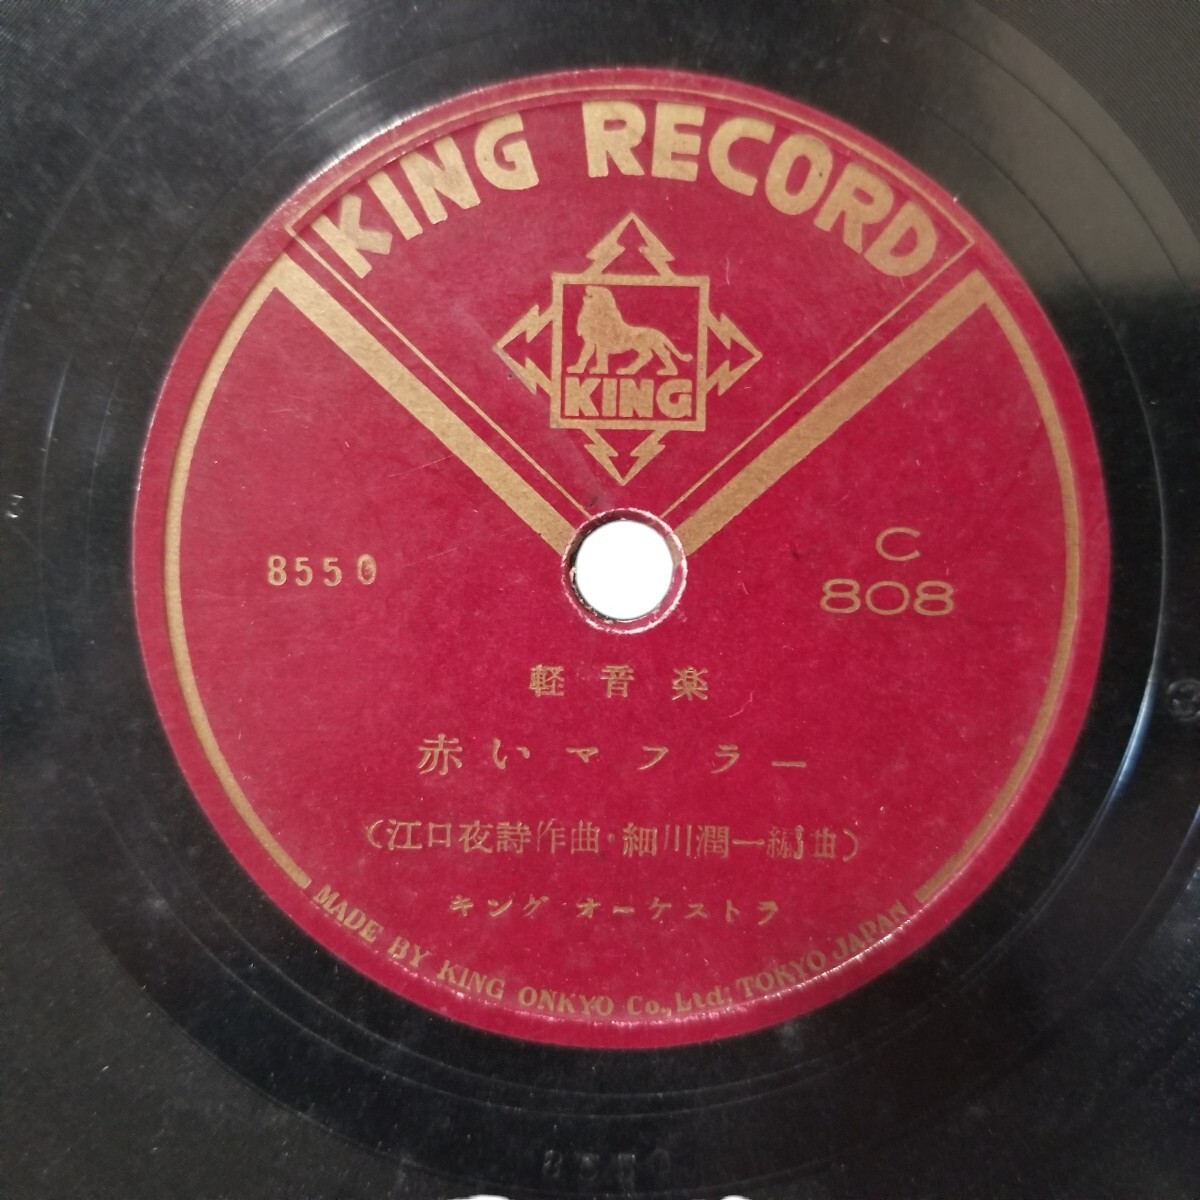 KING RECORD
KING
8550
C
808
軽音楽
赤いマフラー
(江口夜詩作曲・細川潤一編曲)
キング オーケストラ
MADE BY KING ONKYO Co., Ltd. TOKYO JAPAN
8550